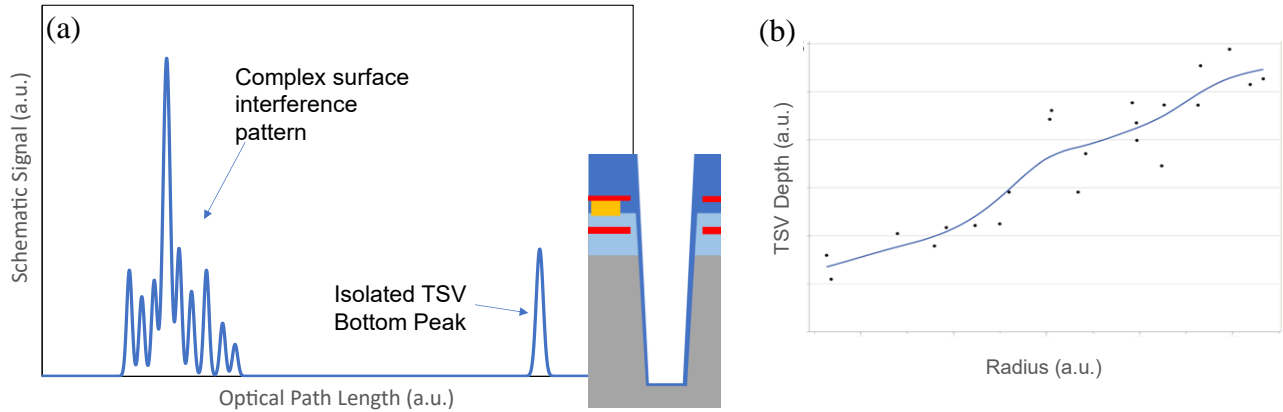 (a)
Schematic Signal (a.u.)
Complex surface
interference
pattern
Isolated TSV
Bottom Peak
Optical Path Length (a.u.)
(b)
TSV Depth (a.u.)
Radius (a.u.)